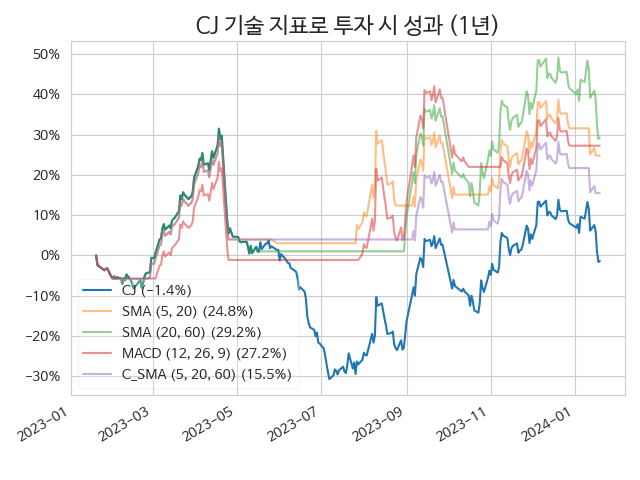 CJ 기술 지표로 투자 시 성과 (1년)
50%
40%
30%
20%
10%
0%
−10%
−20%
−30%
CJ (−1.4%)
SMA (5, 20) (24.8%)
SMA (20, 60) (29.2%)
MACD (12, 26, 9) (27.2%)
C_SMA (5, 20, 60) (15.5%)
2023-01
2023-03
2023-05
2023-07
2023-09
2023-11
2024-01